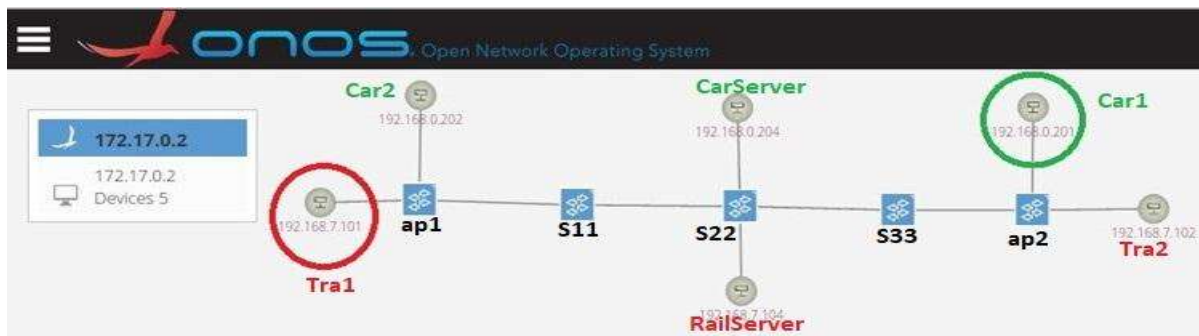 onos. Open Network Operating System
Car2
CarServer
Car1
192.168.0.202
192.168.0.204
192.168.0.201
172.17.0.2
172.17.0.2
Devices 5
192.168.7.101
ap1
S11
S22
S33
ap2
192.168.7.102
Tra2
Tra1
192.168.7.104
RailServer